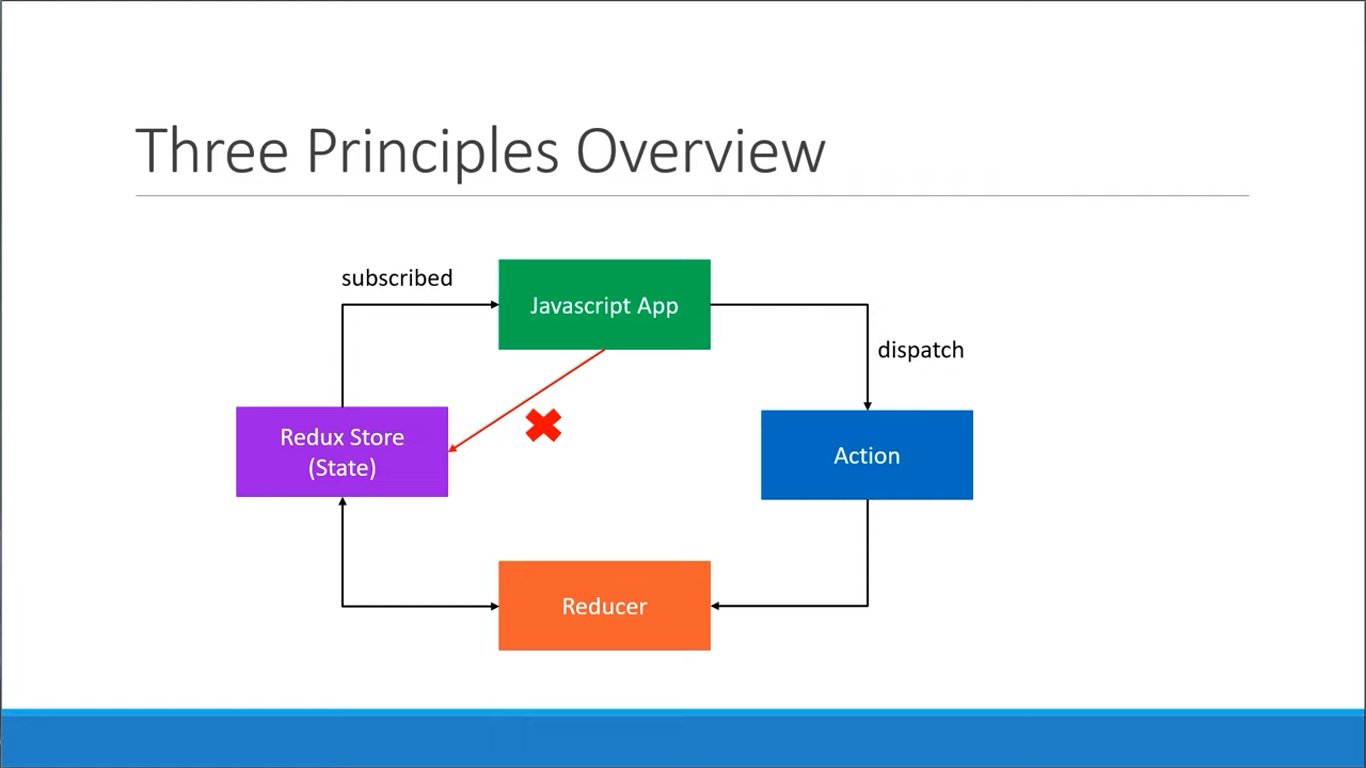 Three Principles Overview
subscribed
Javascript App
dispatch
Redux Store
(State)
Action
Reducer